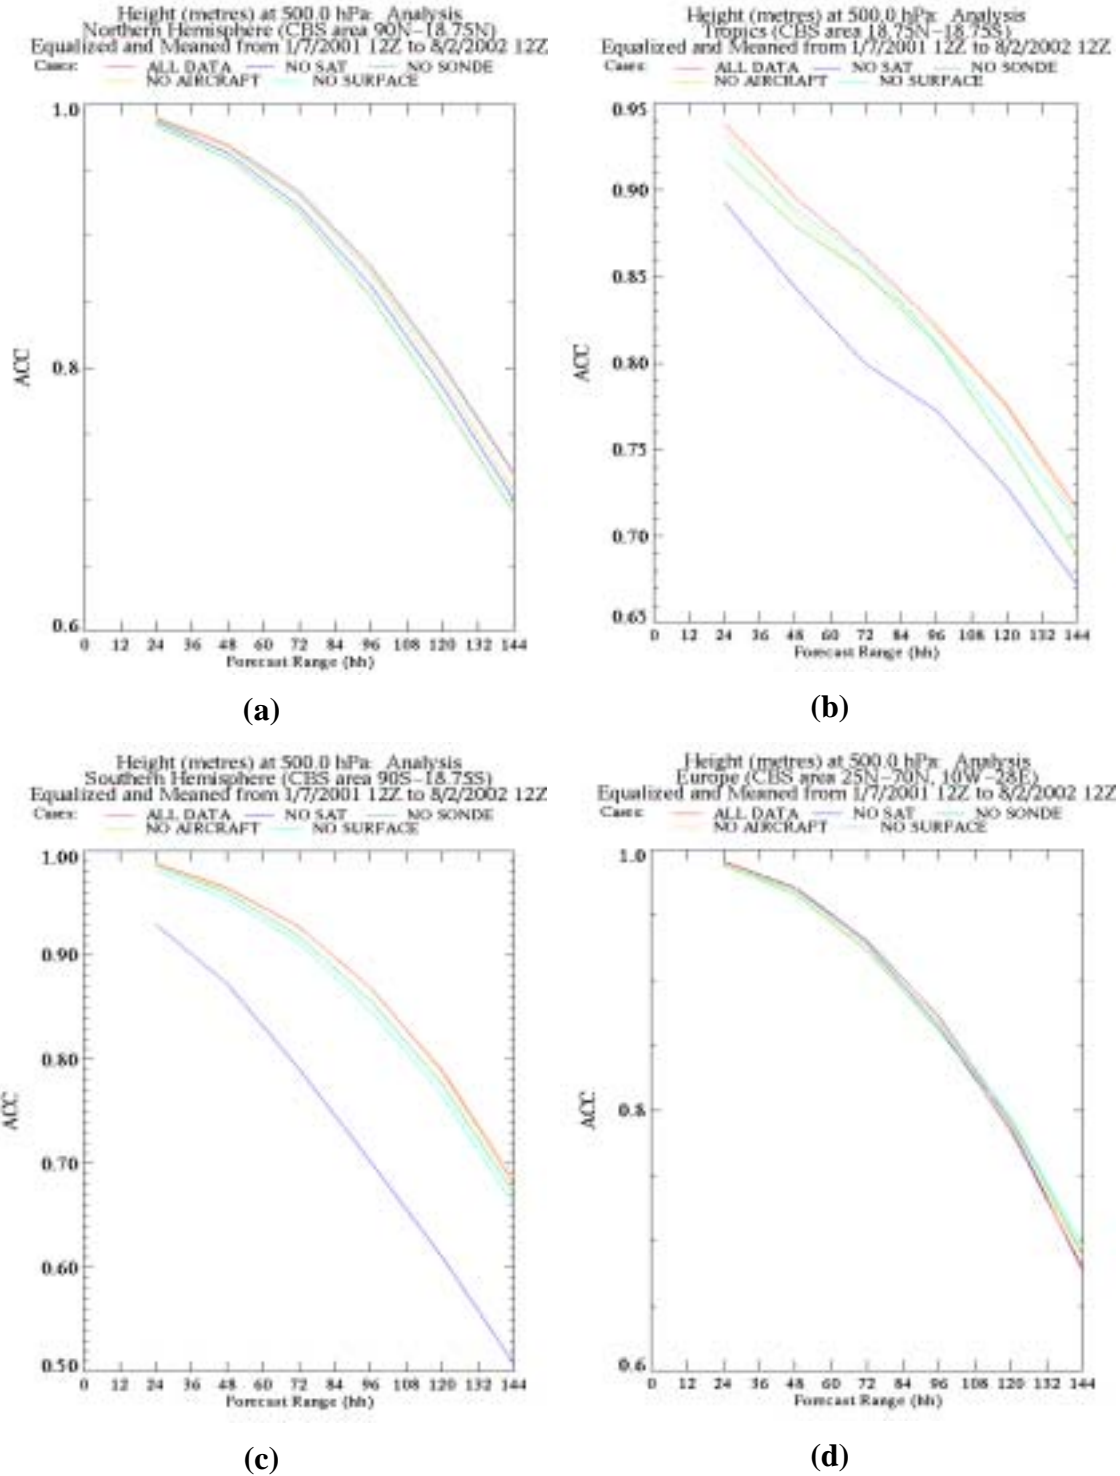 Height (metres) at 500.0 hPa: Analysis
Northern Hemisphere (CBS area 90N-18.75N)
Equalized and Meaned from 1/7/2001 12Z to 8/2/2002 12Z
Cases: ALL DATA NO SAT NO SONDE
NO AIRCRAFT NO SURFACE
1.0
0.8
0.6
ACC
0 12 24 36 48 60 72 84 96 108 120 132 144
Forecast Range (hh)
(a)
Height (metres) at 500.0 hPa: Analysis
Tropics (CBS area 18.75N-18.75S)
Equalized and Meaned from 1/7/2001 12Z to 8/2/2002 12Z
Cases: ALL DATA NO SAT NO SONDE
NO AIRCRAFT NO SURFACE
0.95
0.90
0.85
0.80
0.75
0.70
0.65
ACC
0 12 24 36 48 60 72 84 96 108 120 132 144
Forecast Range (hh)
(b)
Height (metres) at 500.0 hPa: Analysis
Southern Hemisphere (CBS area 90S-18.75S)
Equalized and Meaned from 1/7/2001 12Z to 8/2/2002 12Z
Cases: ALL DATA NO SAT NO SONDE
NO AIRCRAFT NO SURFACE
1.00
0.90
0.80
0.70
0.60
0.50
ACC
0 12 24 36 48 60 72 84 96 108 120 132 144
Forecast Range (hh)
(c)
Height (metres) at 500.0 hPa: Analysis
Europe (CBS area 25N-70N, 10W-28E)
Equalized and Meaned from 1/7/2001 12Z to 8/2/2002 12Z
Cases: ALL DATA NO SAT NO SONDE
NO AIRCRAFT NO SURFACE
1.0
0.8
0.6
ACC
0 12 24 36 48 60 72 84 96 108 120 132 144
Forecast Range (hh)
(d)